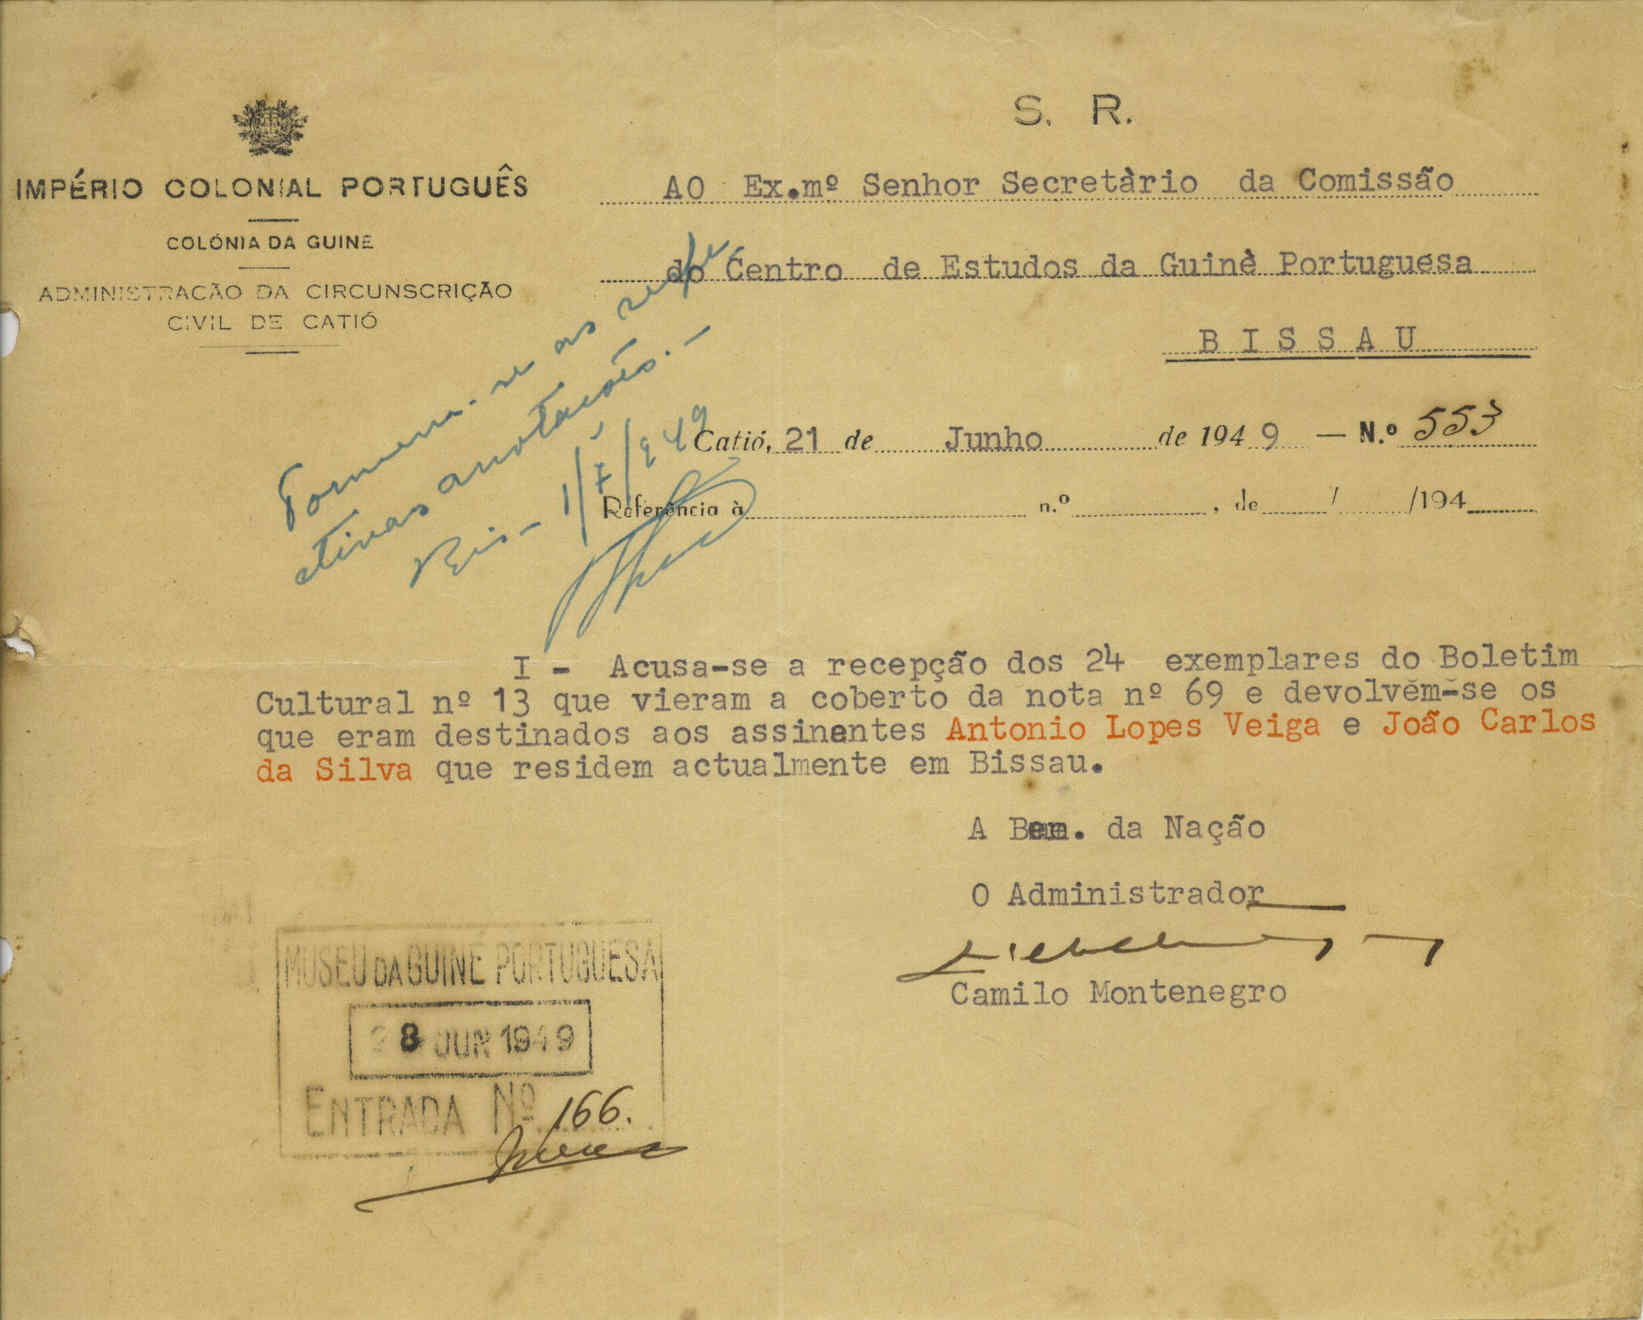 S. R.
IMPÉRIO COLONIAL PORTUGUÊS
COLÓNIA DA GUINÉ
ADMINISTRAÇÃO DA CIRCUNSCRIÇÃO
CIVIL DE CATIÓ
AO Ex.mº Senhor Secretàrio da Comissão
do Centro de Estudos da Guinè Portuguesa
BISSAU
Catió, 21 de Junho de 1949 — N.º 553
Referência à n.º , de / /194
Tomem-se as respe
ctivas anotações. —
Bis- 1/7/949
I - Acusa-se a recepção dos 24 exemplares do Boletim
Cultural nº 13 que vieram a coberto da nota nº 69 e devolvem-se os
que eram destinados aos assinantes Antonio Lopes Veiga e João Carlos
da Silva que residem actualmente em Bissau.
A Bem. da Nação
O Administrador
Camilo Montenegro
MUSEU DA GUINÉ PORTUGUESA
28 JUN 1949
ENTRADA Nº 166.